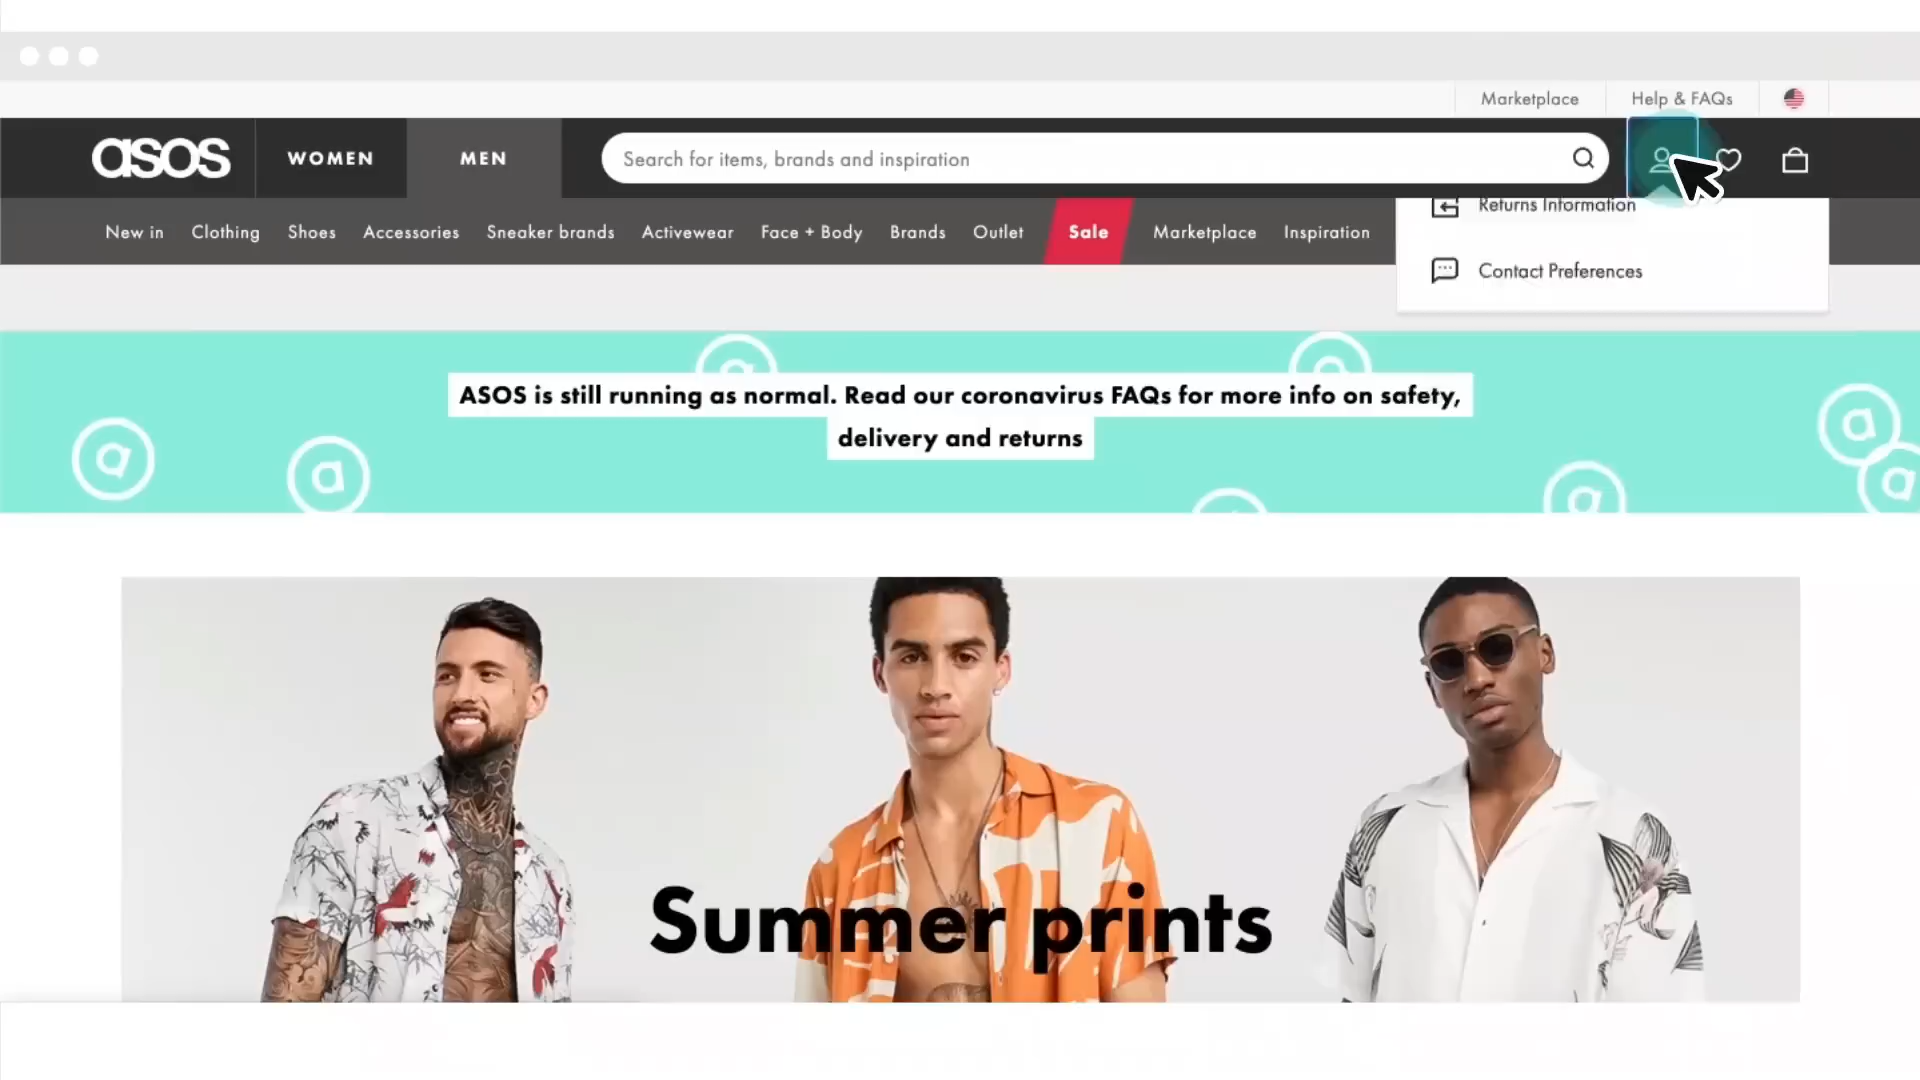 Marketplace
Help & FAQs
asos
WOMEN
MEN
Search for items, brands and inspiration
New in
Clothing
Shoes
Accessories
Sneaker brands
Activewear
Face + Body
Brands
Outlet
Sale
Marketplace
Inspiration
Returns Information
Contact Preferences
ASOS is still running as normal. Read our coronavirus FAQs for more info on safety,
delivery and returns
a
a
a
a
a
Summer prints